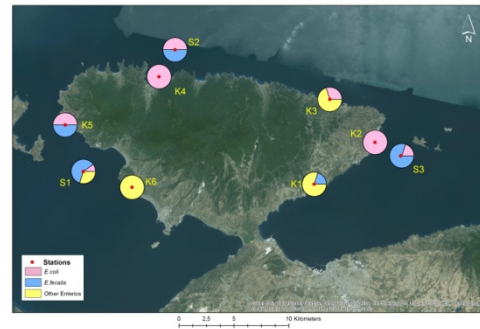 N
S2
K4
K3
K5
K2
S3
S1
K6
K1
Stations
E.coli
E.fecalis
Other Enterics
0 2,5 5 10 Kilometers